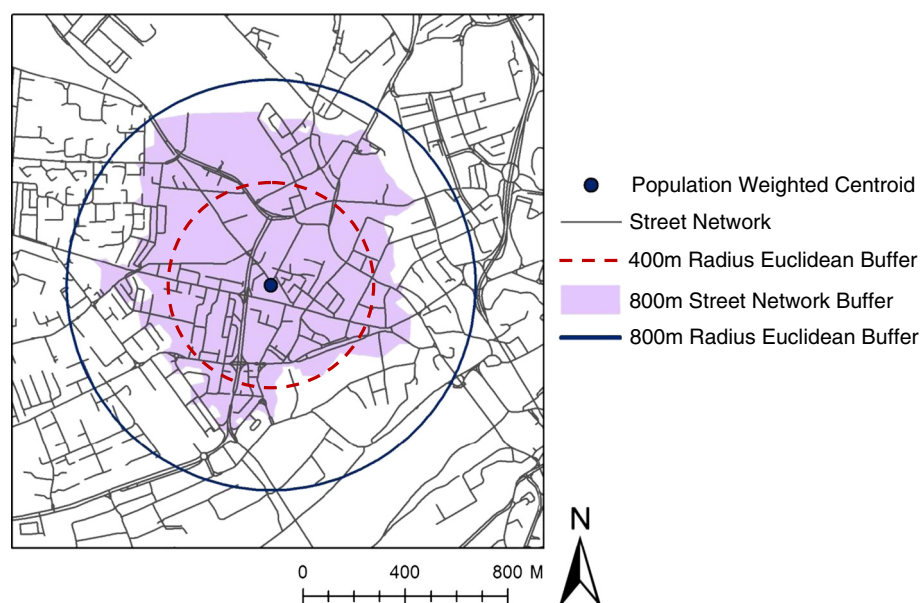 Population Weighted Centroid
Street Network
400m Radius Euclidean Buffer
800m Street Network Buffer
800m Radius Euclidean Buffer
N
0 400 800 M